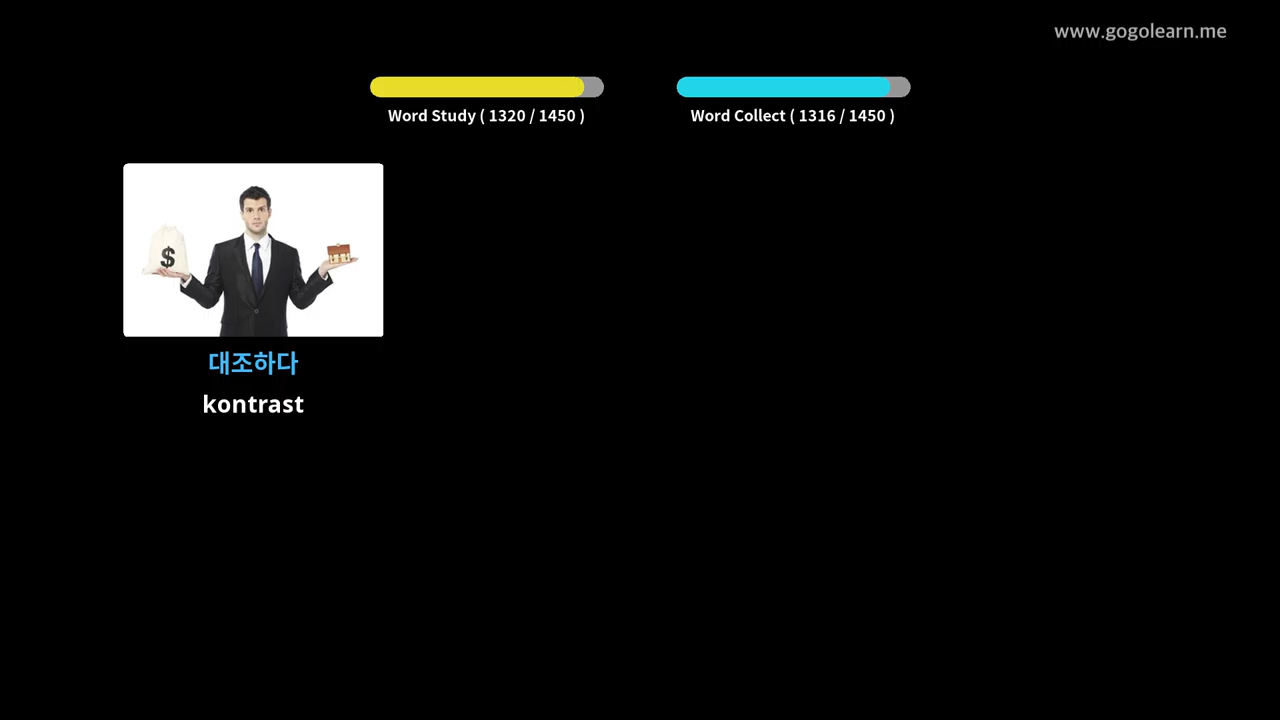 www.gogolearn.me
Word Study ( 1320 / 1450 )
Word Collect ( 1316 / 1450 )
$
대조하다
kontrast